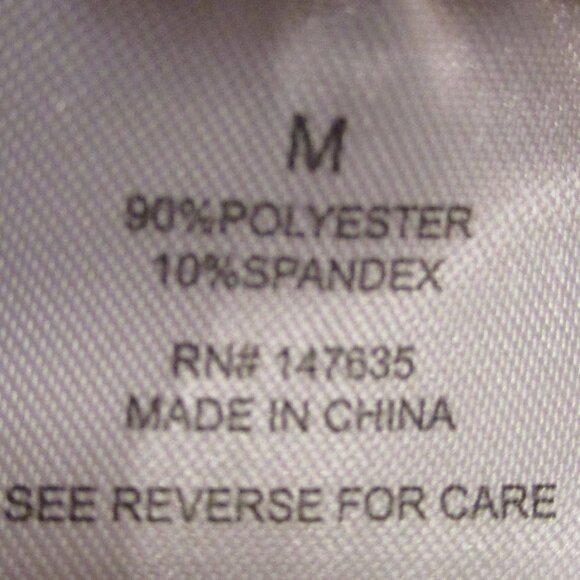 M
90%POLYESTER
10%SPANDEX
RN# 147635
MADE IN CHINA
SEE REVERSE FOR CARE